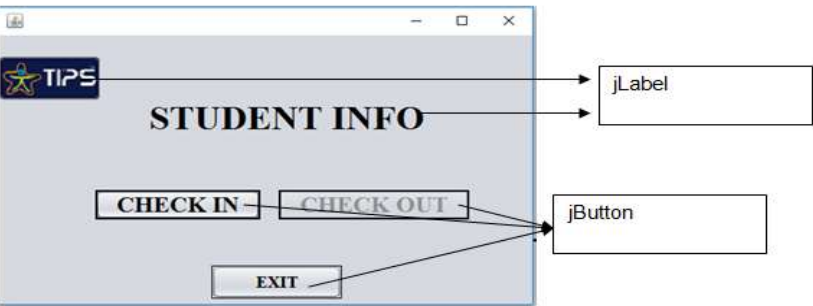 TIPS
jLabel
STUDENT INFO
CHECK IN
CHECK OUT
jButton
EXIT